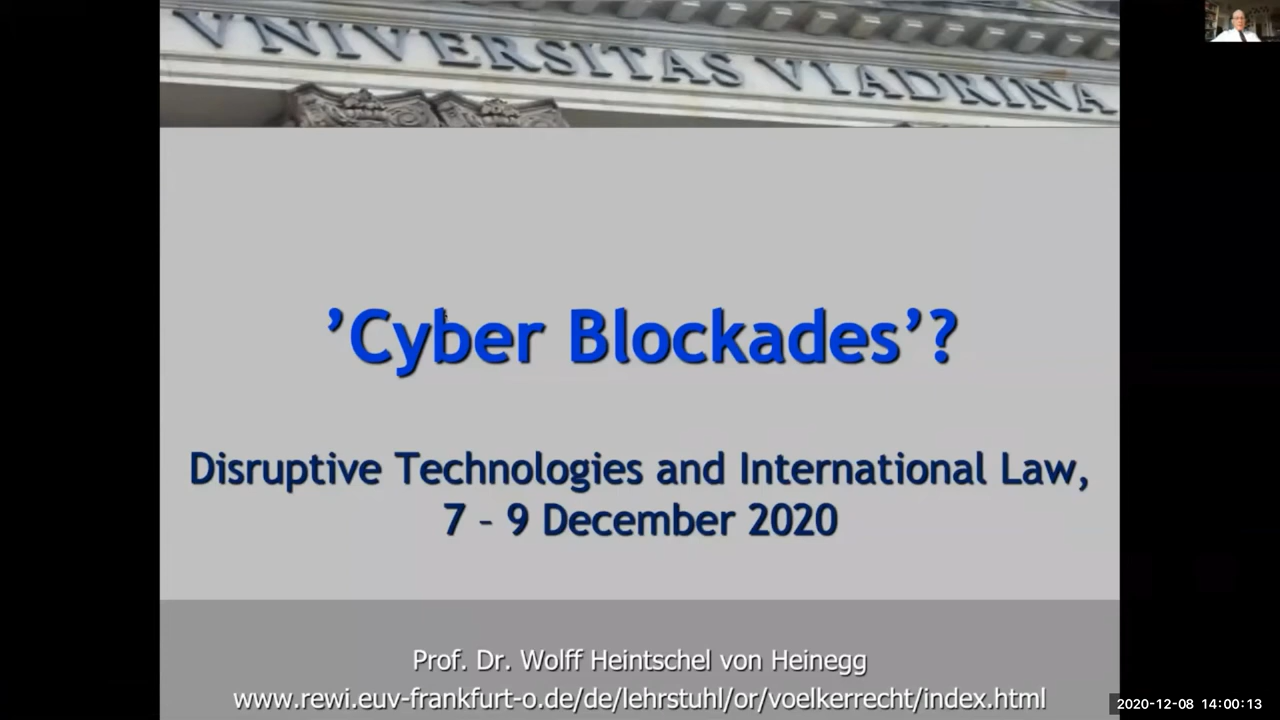 VNIVERSITAS VIADRINA
’Cyber Blockades’?
Disruptive Technologies and International Law,
7 – 9 December 2020
Prof. Dr. Wolff Heintschel von Heinegg
www.rewi.euv-frankfurt-o.de/de/lehrstuhl/or/voelkerrecht/index.html
2020-12-08 14:00:13